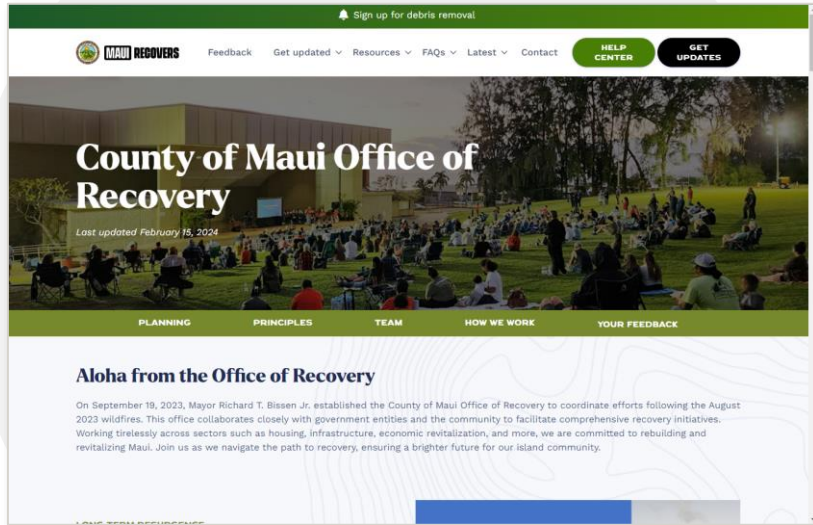 Sign up for debris removal
MAUI RECOVERS
Feedback
Get updated
Resources
FAQs
Latest
Contact
HELP
CENTER
GET
UPDATES
County of Maui Office of
Recovery
Last updated February 15, 2024
PLANNING
PRINCIPLES
TEAM
HOW WE WORK
YOUR FEEDBACK
Aloha from the Office of Recovery
On September 19, 2023, Mayor Richard T. Bissen Jr. established the County of Maui Office of Recovery to coordinate efforts following the August
2023 wildfires. This office collaborates closely with government entities and the community to facilitate comprehensive recovery initiatives.
Working tirelessly across sectors such as housing, infrastructure, economic revitalization, and more, we are committed to rebuilding and
revitalizing Maui. Join us as we navigate the path to recovery, ensuring a brighter future for our island community.
LONG-TERM RESURGENCE